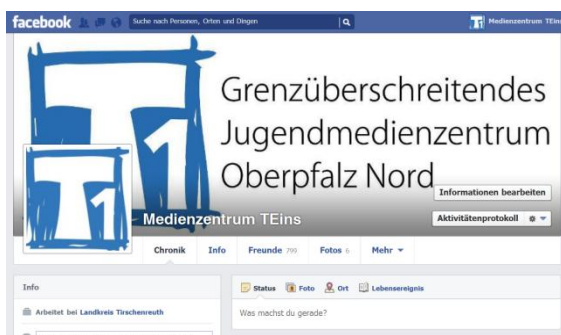 facebook
Suche nach Personen, Orten und Dingen
Medienzentrum TEins
Grenzüberschreitendes
Jugendmedienzentrum
Oberpfalz Nord
T1
T1
Informationen bearbeiten
Medienzentrum TEins
Aktivitätenprotokoll
Chronik Info Freunde 799 Fotos 6 Mehr
Info
Status Foto Ort Lebensereignis
Arbeitet bei Landkreis Tirschenreuth
Was machst du gerade?